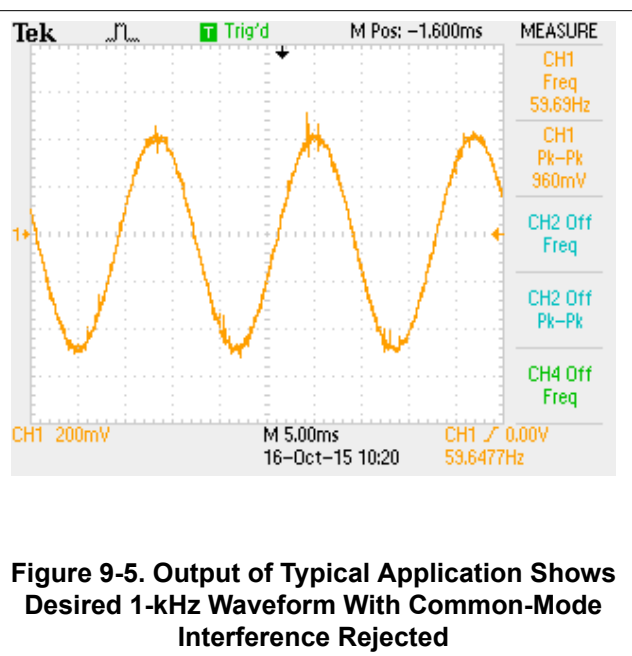 Tek
T Trig'd
M Pos: -1.600ms
MEASURE
CH1
Freq
59.69Hz
CH1
Pk-Pk
960mV
CH2 Off
Freq
CH2 Off
Pk-Pk
CH4 Off
Freq
1
CH1 200mV
M 5.00ms
CH1 / 0.00V
16-Oct-15 10:20
59.6477Hz
Figure 9-5. Output of Typical Application Shows
Desired 1-kHz Waveform With Common-Mode
Interference Rejected